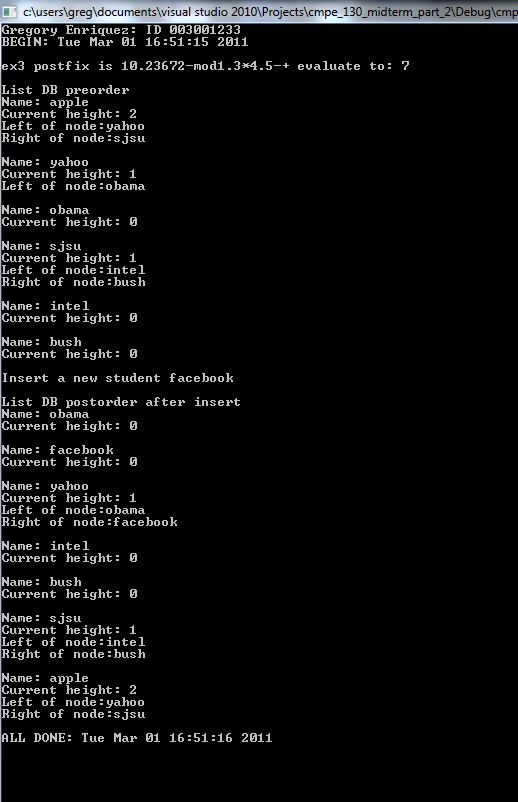 c:\users\greg\documents\visual studio 2010\Projects\cmpe_130_midterm_part_2\Debug\cmp
Gregory Enriquez: ID 003001233
BEGIN: Tue Mar 01 16:51:15 2011
ex3 postfix is 10.23672-mod1.3*4.5-+ evaluate to: 7
List DB preorder
Name: apple
Current height: 2
Left of node:yahoo
Right of node:sjsu
Name: yahoo
Current height: 1
Left of node:obama
Name: obama
Current height: 0
Name: sjsu
Current height: 1
Left of node:intel
Right of node:bush
Name: intel
Current height: 0
Name: bush
Current height: 0
Insert a new student facebook
List DB postorder after insert
Name: obama
Current height: 0
Name: facebook
Current height: 0
Name: yahoo
Current height: 1
Left of node:obama
Right of node:facebook
Name: intel
Current height: 0
Name: bush
Current height: 0
Name: sjsu
Current height: 1
Left of node:intel
Right of node:bush
Name: apple
Current height: 2
Left of node:yahoo
Right of node:sjsu
ALL DONE: Tue Mar 01 16:51:16 2011